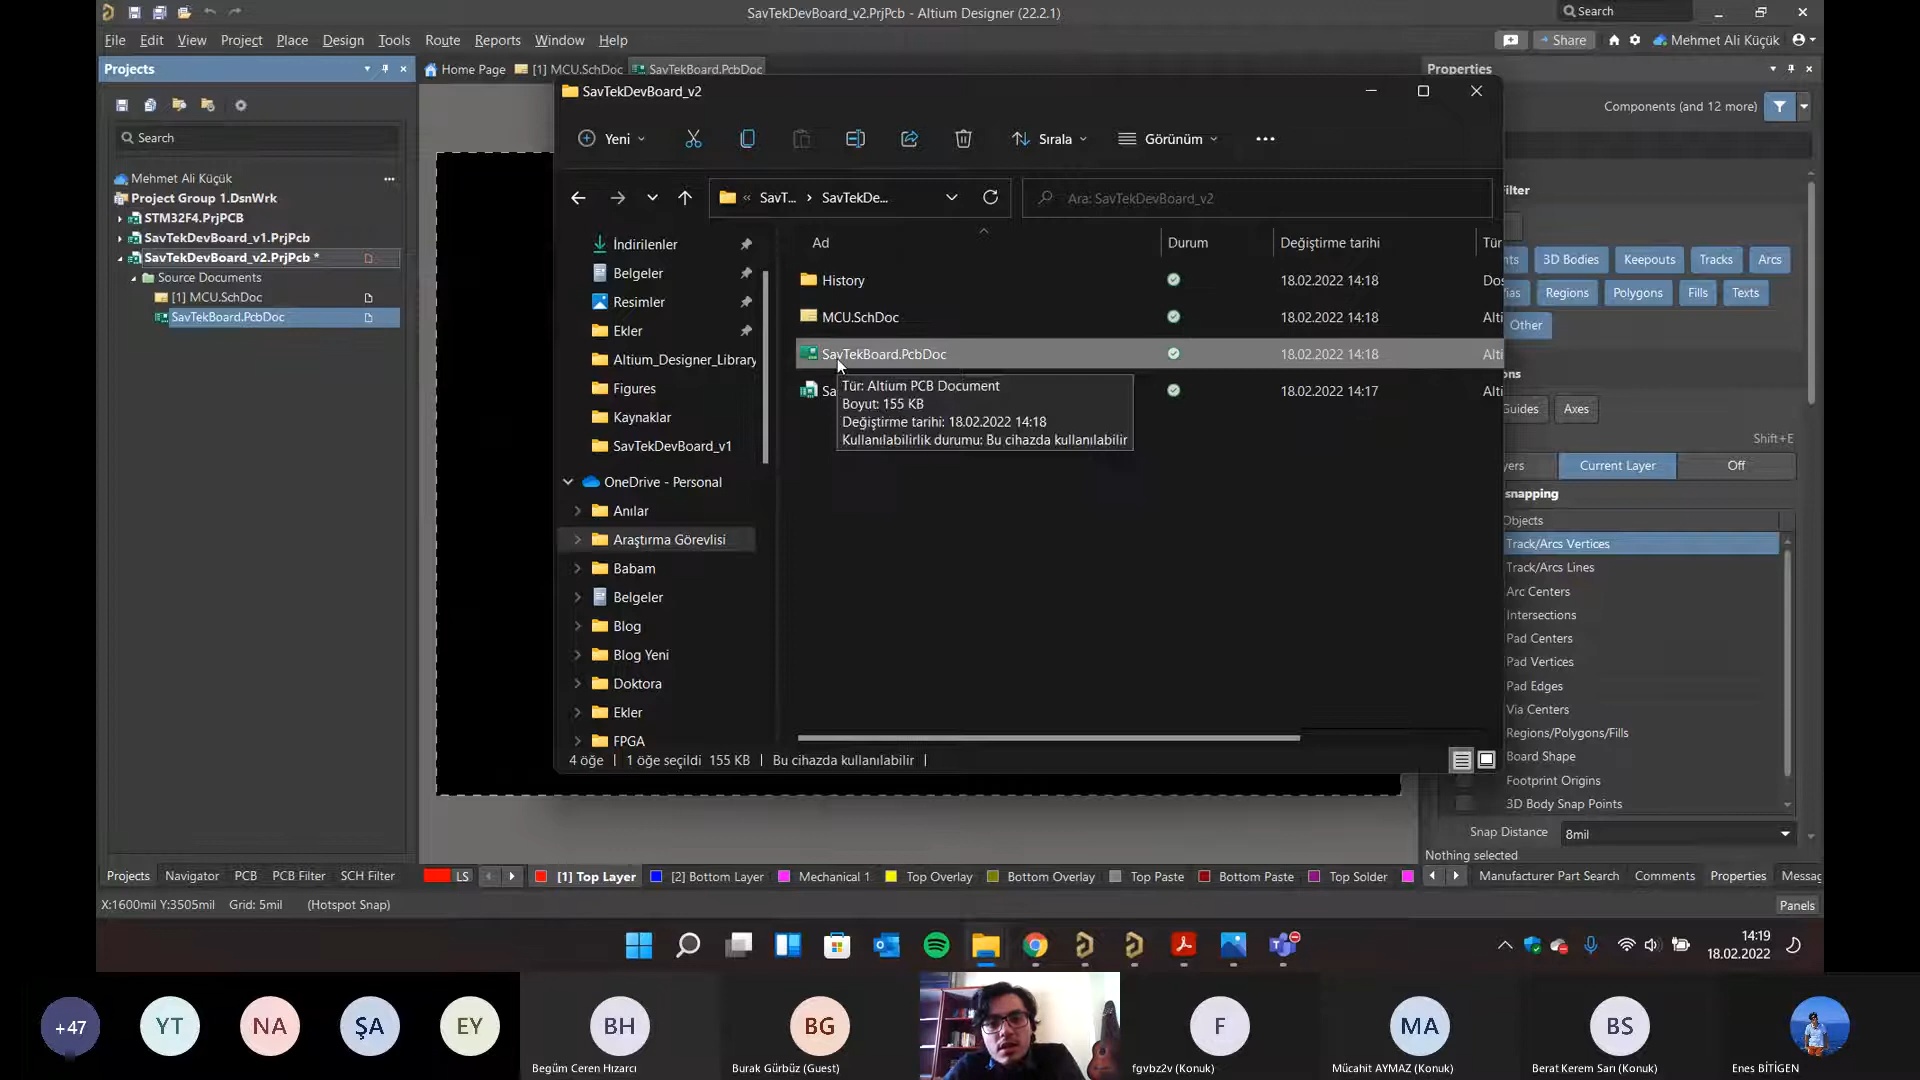 SavTekDevBoard_v2.PrjPcb - Altium Designer (22.2.1)
Search
File Edit View Project Place Design Tools Route Reports Window Help
Share
Mehmet Ali Küçük
Projects
Home Page
[1] MCU.SchDoc
SavTekBoard.PcbDoc
Properties
SavTekDevBoard_v2
Components (and 12 more)
Search
Yeni
Sırala
Görünüm
Mehmet Ali Küçük
Project Group 1.DsnWrk
STM32F4.PrjPCB
SavTekDevBoard_v1.PrjPcb
SavTekDevBoard_v2.PrjPcb *
Source Documents
[1] MCU.SchDoc
SavTekBoard.PcbDoc
« SavT... › SavTekDe...
Ara: SavTekDevBoard_v2
Ad
Durum
Değiştirme tarihi
Tür
İndirilenler
Belgeler
Resimler
Ekler
Altium_Designer_Library
Figures
Kaynaklar
SavTekDevBoard_v1
OneDrive - Personal
Anılar
Araştırma Görevlisi
Babam
Belgeler
Blog
Blog Yeni
Doktora
Ekler
FPGA
History 18.02.2022 14:18
MCU.SchDoc 18.02.2022 14:18 Alti
SavTekBoard.PcbDoc 18.02.2022 14:18 Alti
Sa 18.02.2022 14:17 Alti
Tür: Altium PCB Document
Boyut: 155 KB
Değiştirme tarihi: 18.02.2022 14:18
Kullanılabilirlik durumu: Bu cihazda kullanılabilir
4 öğe | 1 öğe seçildi 155 KB | Bu cihazda kullanılabilir |
3D Bodies Keepouts Tracks Arcs
Regions Polygons Fills Texts
Other
Axes
Shift+E
Current Layer
Off
snapping
Track/Arcs Vertices
Track/Arcs Lines
Arc Centers
Intersections
Pad Centers
Pad Vertices
Pad Edges
Via Centers
Regions/Polygons/Fills
Board Shape
Footprint Origins
3D Body Snap Points
Snap Distance 8mil
Nothing selected
Projects Navigator PCB PCB Filter SCH Filter
LS
[1] Top Layer
[2] Bottom Layer
Mechanical 1
Top Overlay
Bottom Overlay
Top Paste
Bottom Paste
Top Solder
Manufacturer Part Search Comments Properties Messag
X:1600mil Y:3505mil Grid: 5mil (Hotspot Snap)
Panels
14:19
18.02.2022
+47
YT
NA
ŞA
EY
BH
BG
F
MA
BS
Begüm Ceren Hızarcı
Burak Gürbüz (Guest)
fgvbz2v (Konuk)
Mücahit AYMAZ (Konuk)
Berat Kerem Sarı (Konuk)
Enes BİTİGEN